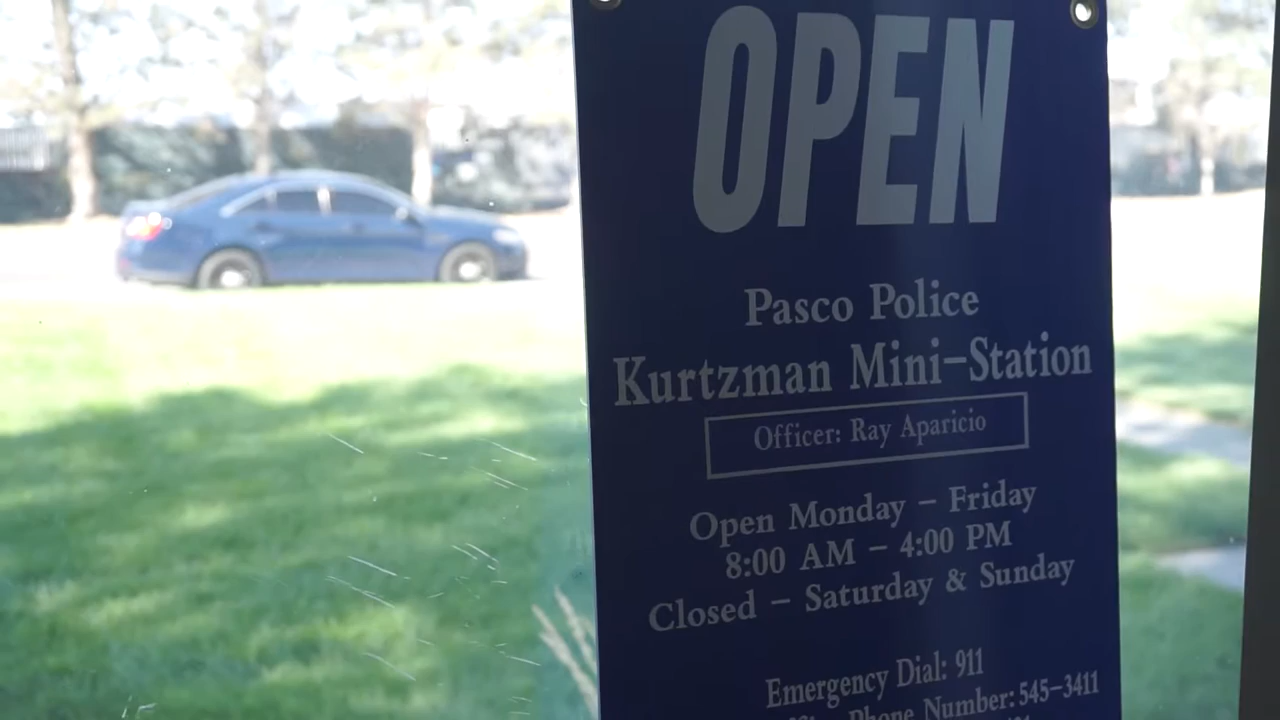 OPEN
Pasco Police
Kurtzman Mini-Station
Officer: Ray Aparicio
Open Monday - Friday
8:00 AM - 4:00 PM
Closed - Saturday & Sunday
Emergency Dial: 911
Phone Number: 545-3411